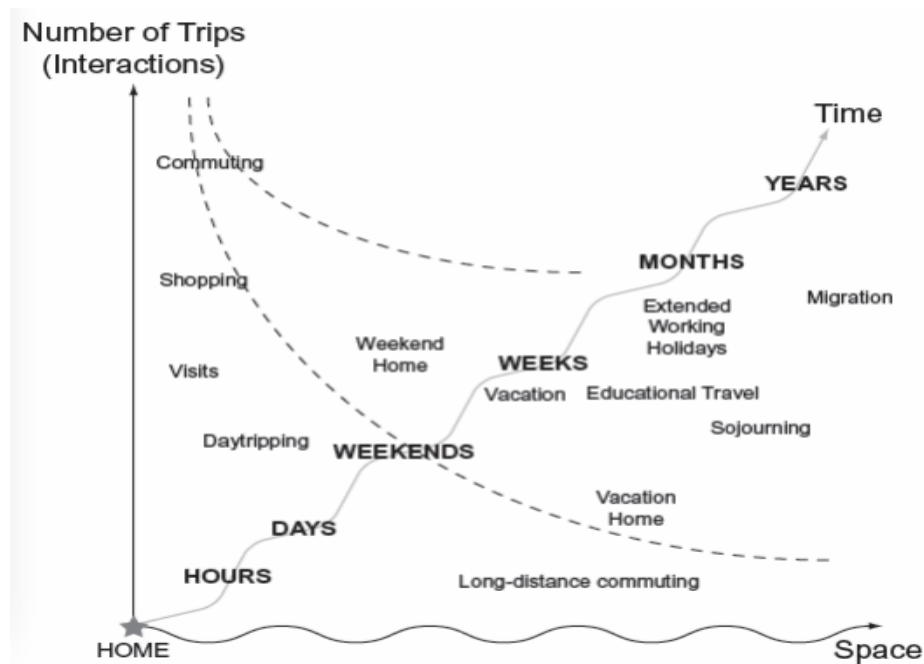 Number of Trips
(Interactions)
Time
Commuting
YEARS
MONTHS
Shopping
Migration
Extended
Working
Holidays
Weekend
Home
WEEKS
Visits
Vacation
Educational Travel
Sojourning
Daytripping
WEEKENDS
Vacation
Home
DAYS
HOURS
Long-distance commuting
HOME
Space